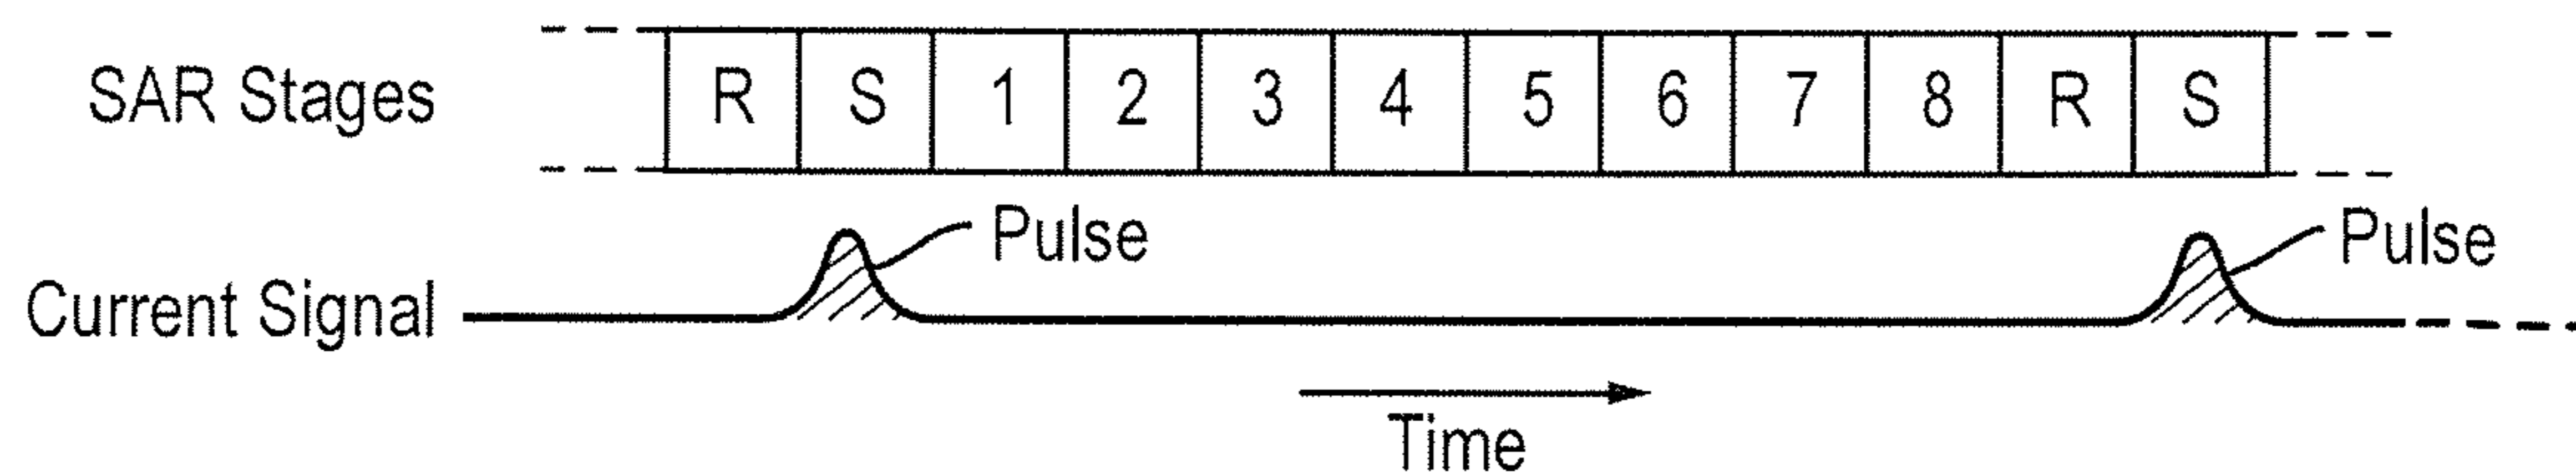 SAR Stages R S 1 2 3 4 5 6 7 8 R S
Pulse Pulse
Current Signal
Time